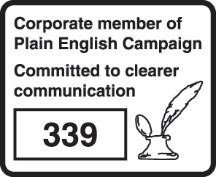 Corporate member of
Plain English Campaign
Committed to clearer
communication
339